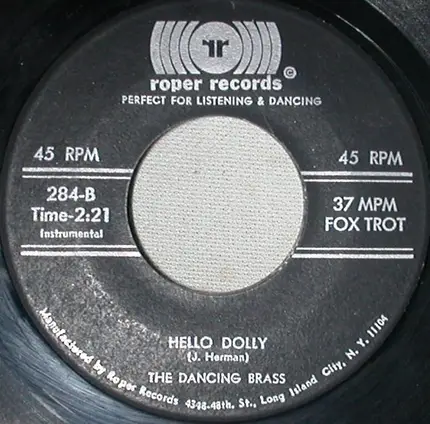 rr
roper records ©
PERFECT FOR LISTENING & DANCING
45 RPM
45 RPM
284-B
Time-2:21
Instrumental
37 MPM
FOX TROT
HELLO DOLLY
(J. Herman)
THE DANCING BRASS
Manufactured by Roper Records 4348-48th. St., Long Island City, N. Y. 11104